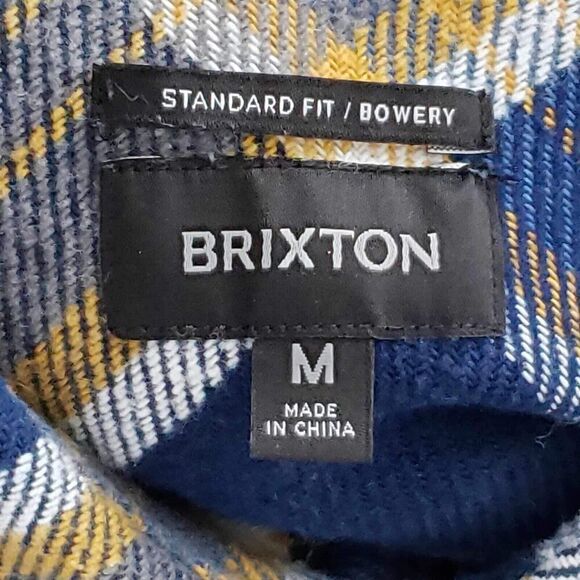 STANDARD FIT / BOWERY
BRIXTON
M
MADE
IN CHINA